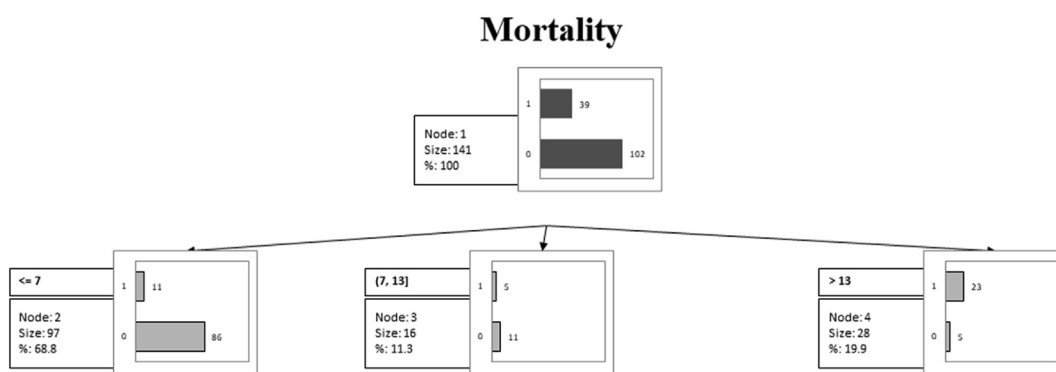 Mortality
1 39
0 102
Node: 1
Size: 141
%: 100
<= 7
1 11
0 86
Node: 2
Size: 97
%: 68.8
(7, 13]
1 5
0 11
Node: 3
Size: 16
%: 11.3
> 13
1 23
0 5
Node: 4
Size: 28
%: 19.9